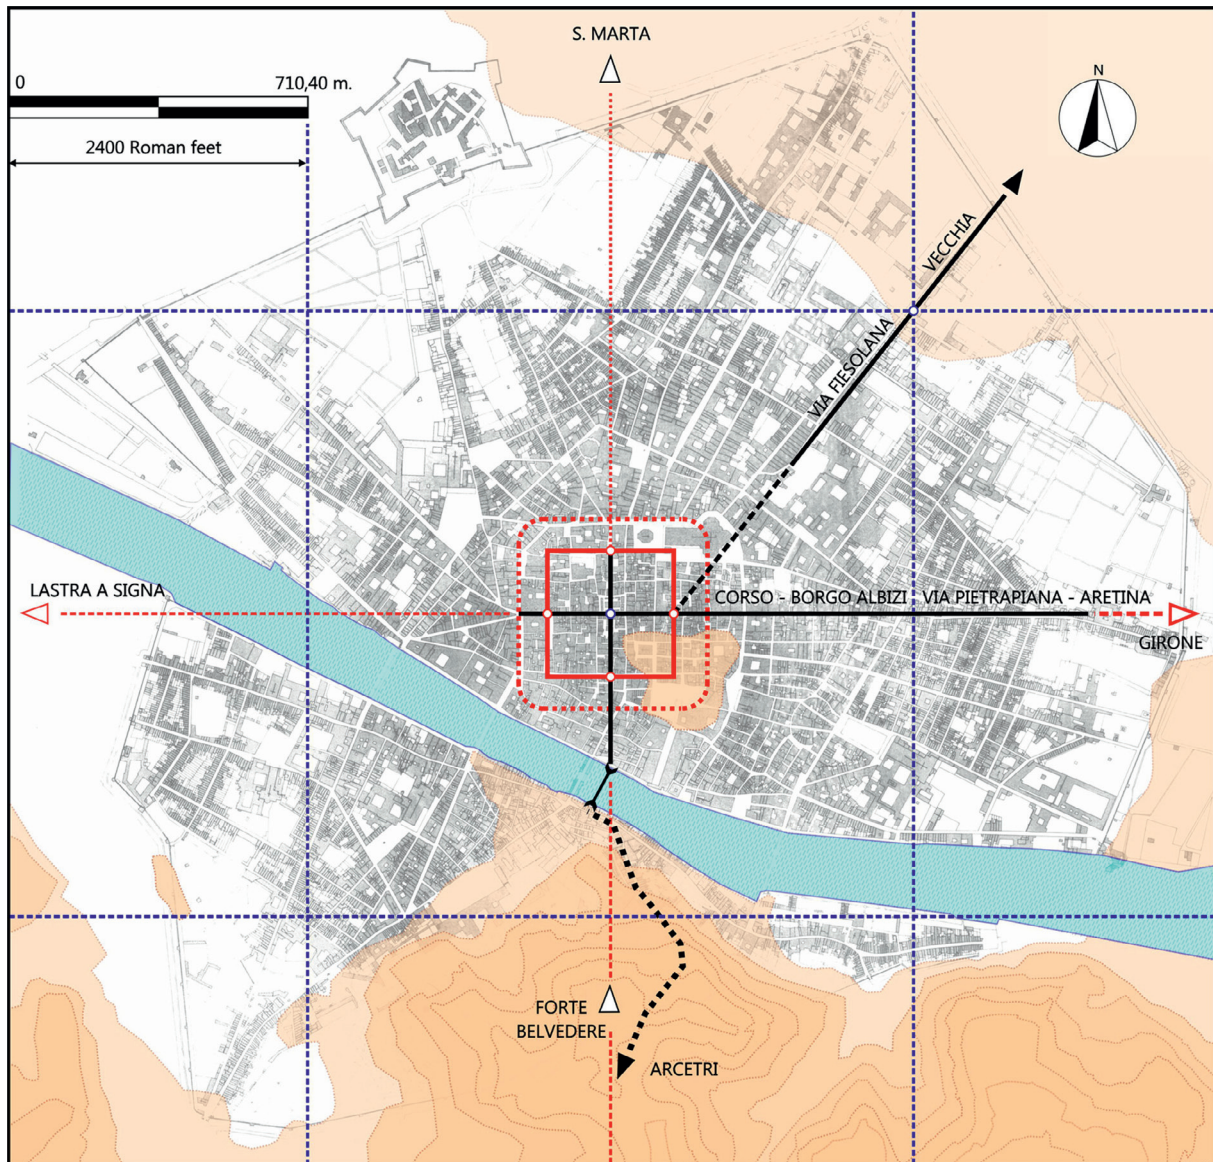 S. MARTA
0
710,40 m.
N
2400 Roman feet
VIA FIESOLANA VECCHIA
LASTRA A SIGNA
CORSO - BORGO ALBIZI
VIA PIETRAPIANA - ARETINA
GIRONE
FORTE
BELVEDERE
ARCETRI